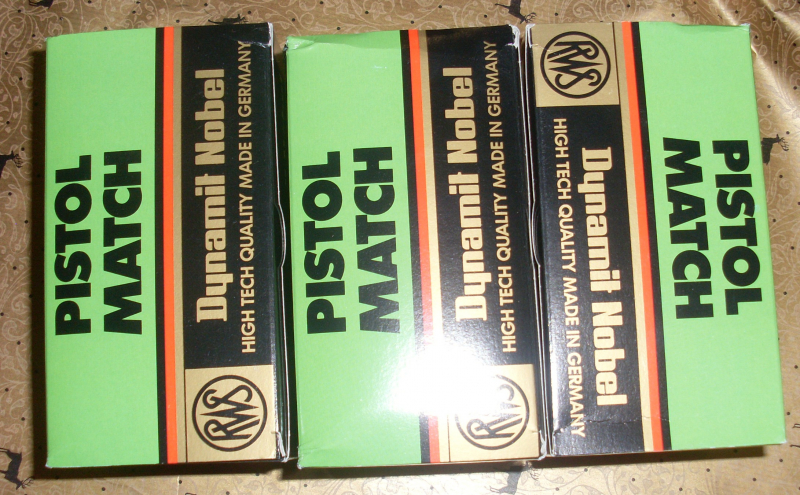 PISTOL
MATCH
Dynamit Nobel
HIGH TECH QUALITY MADE IN GERMANY
RWS
PISTOL
MATCH
Dynamit Nobel
HIGH TECH QUALITY MADE IN GERMANY
RWS
RWS
Dynamit Nobel
HIGH TECH QUALITY MADE IN GERMANY
PISTOL
MATCH